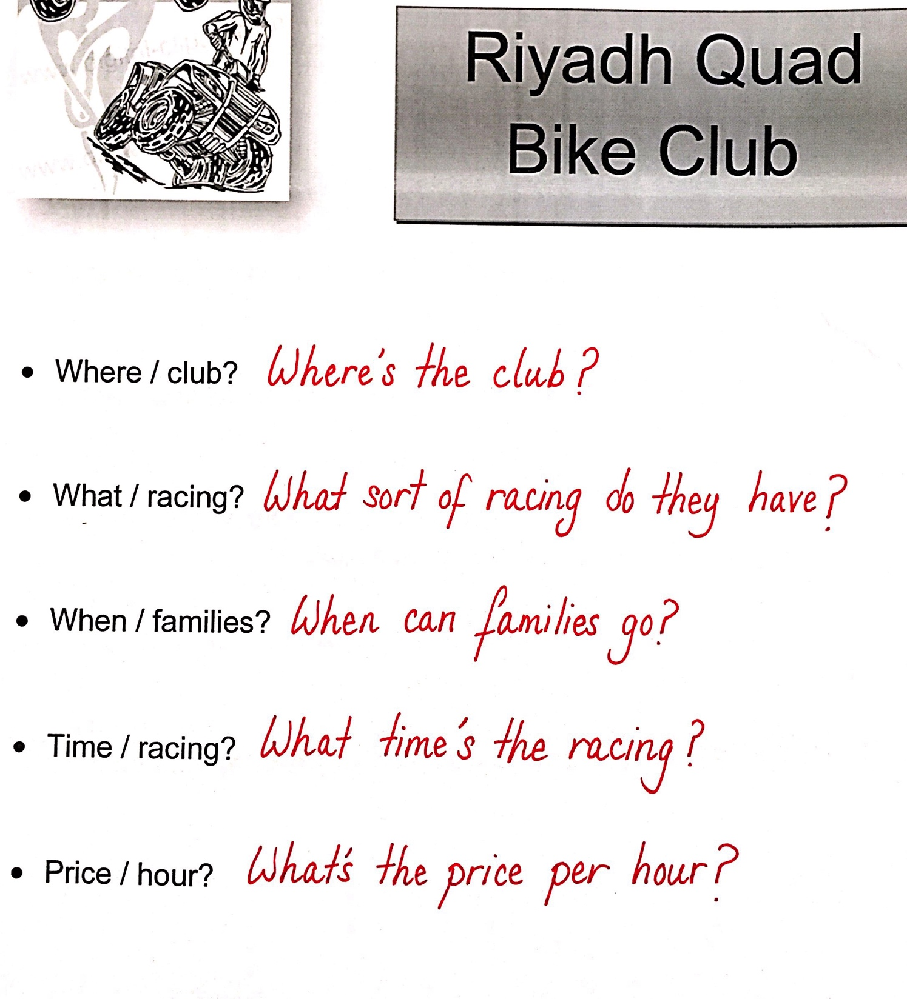 Riyadh Quad
Bike Club
• Where / club? Where's the club?
• What / racing? What sort of racing do they have?
• When / families? When can families go?
• Time / racing? What time's the racing?
• Price / hour? What's the price per hour?